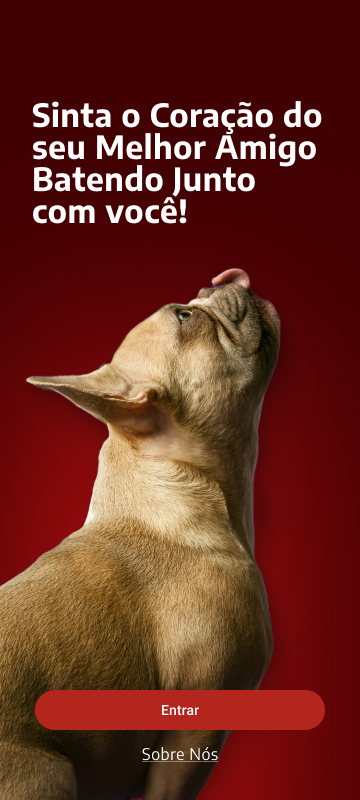 Sinta o Coração do
seu Melhor Amigo
Batendo Junto
com você!
Entrar
Sobre Nós